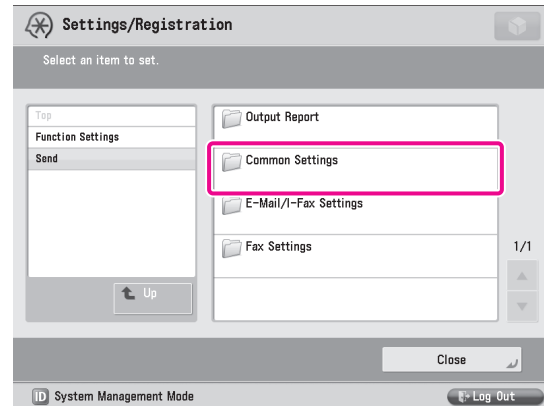 Settings/Registration
Select an item to set.
Top
Function Settings
Send
Up
Output Report
Common Settings
E-Mail/I-Fax Settings
Fax Settings
1/1
Close
ID System Management Mode
Log Out